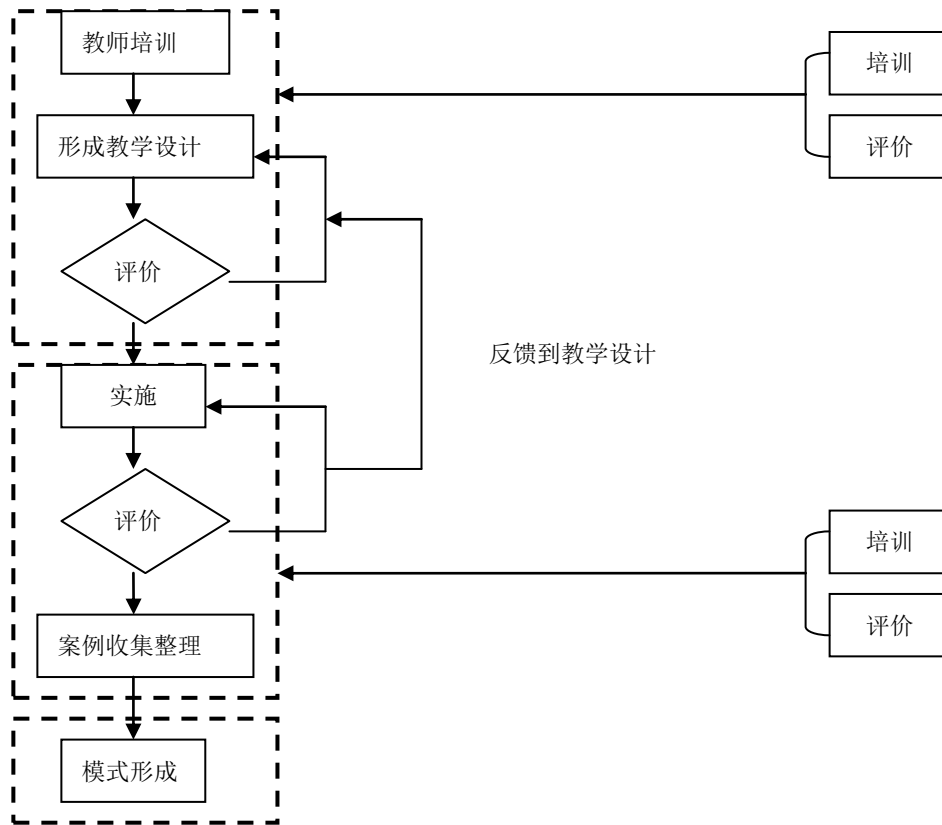 教师培训
培训
形成教学设计
评价
评价
反馈到教学设计
实施
评价
培训
案例收集整理
评价
模式形成